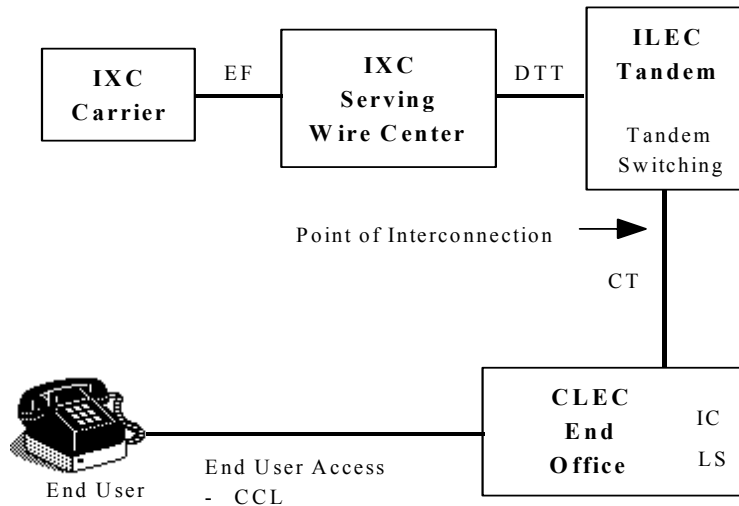 IXC
Carrier
EF
IXC
Serving
Wire Center
DTT
ILEC
Tandem
Tandem
Switching
Point of Interconnection
CT
CLEC
End
Office
IC
LS
End User
End User Access
- CCL